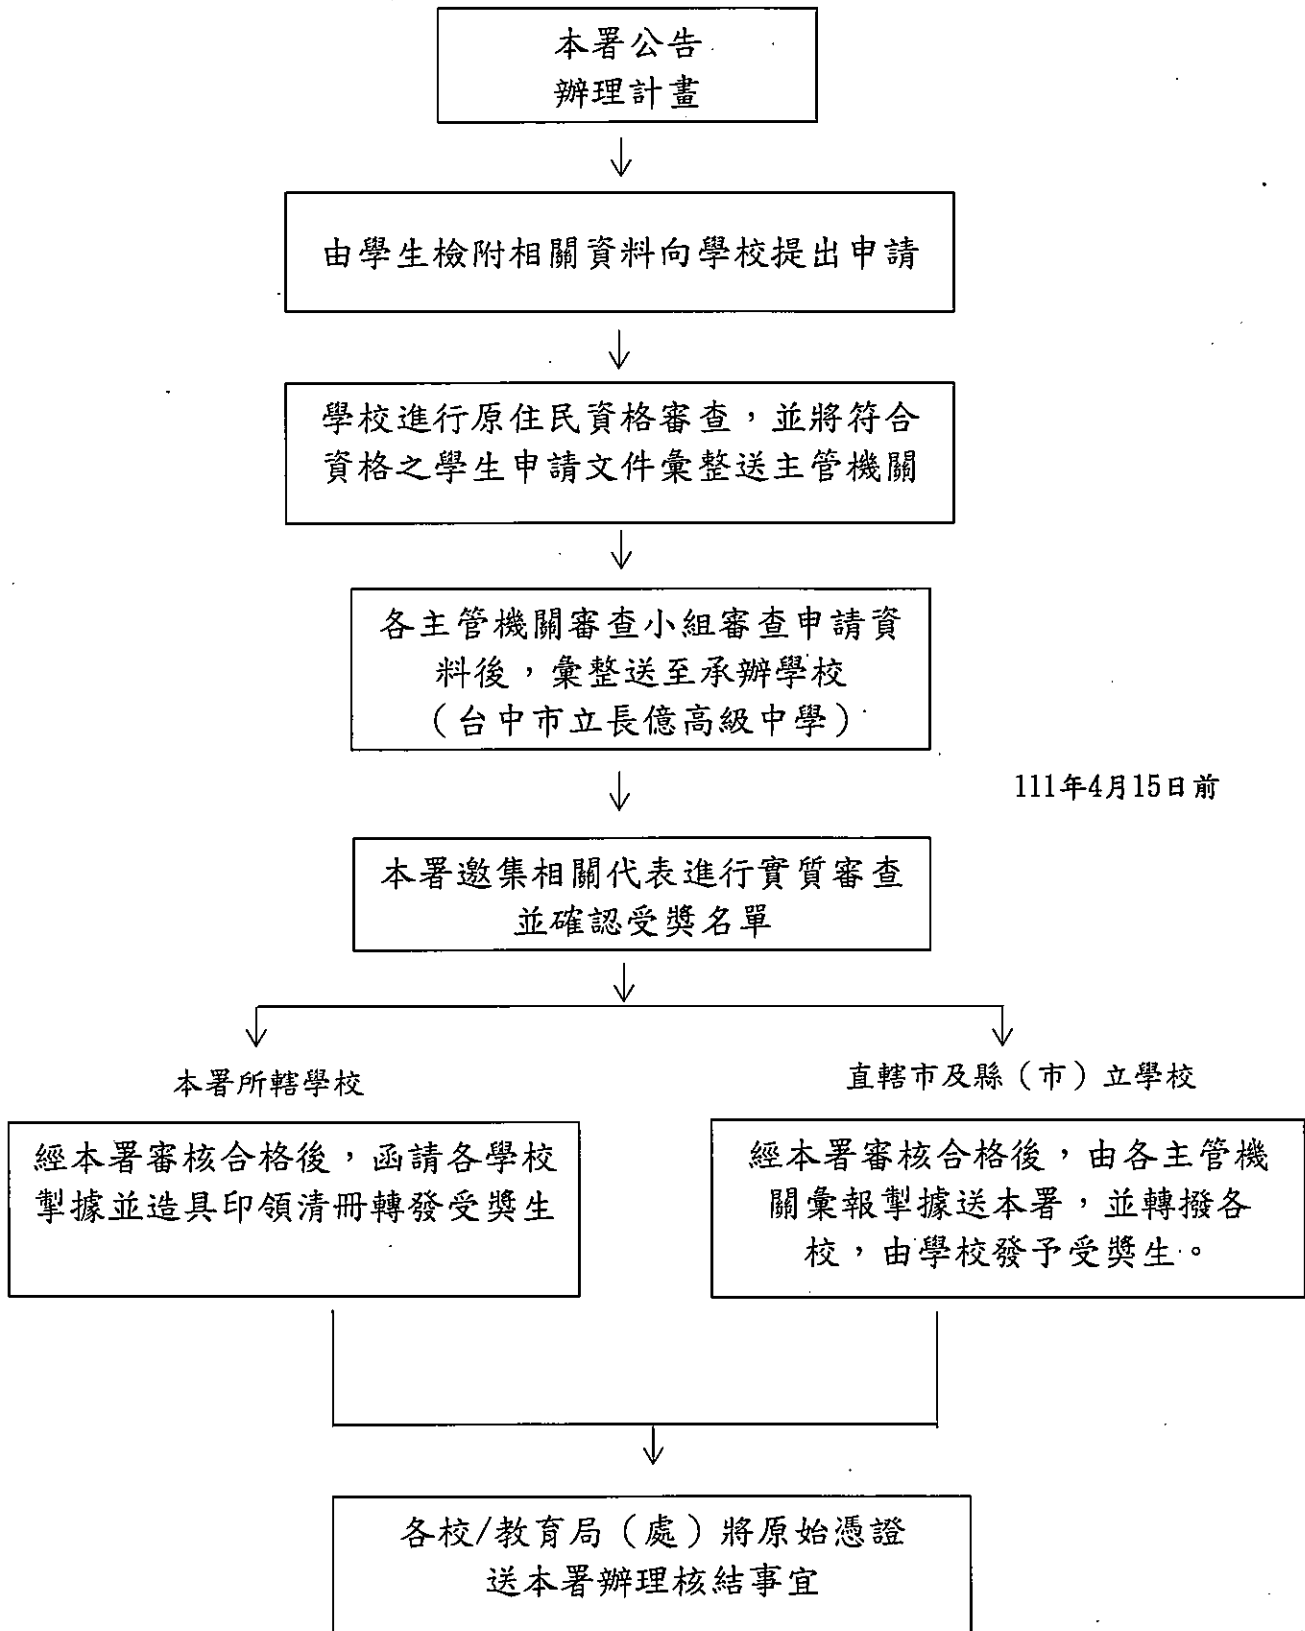 本署公告
辦理計畫
由學生檢附相關資料向學校提出申請
學校進行原住民資格審查，並將符合
資格之學生申請文件彙整送主管機關
各主管機關審查小組審查申請資
料後，彙整送至承辦學校
（台中市立長億高級中學）
111年4月15日前
本署邀集相關代表進行實質審查
並確認受獎名單
本署所轄學校
經本署審核合格後，函請各學校
掣據並造具印領清冊轉發受獎生
直轄市及縣（市）立學校
經本署審核合格後，由各主管機
關彙報掣據送本署，並轉撥各
校，由學校發予受獎生。
各校/教育局（處）將原始憑證
送本署辦理核結事宜